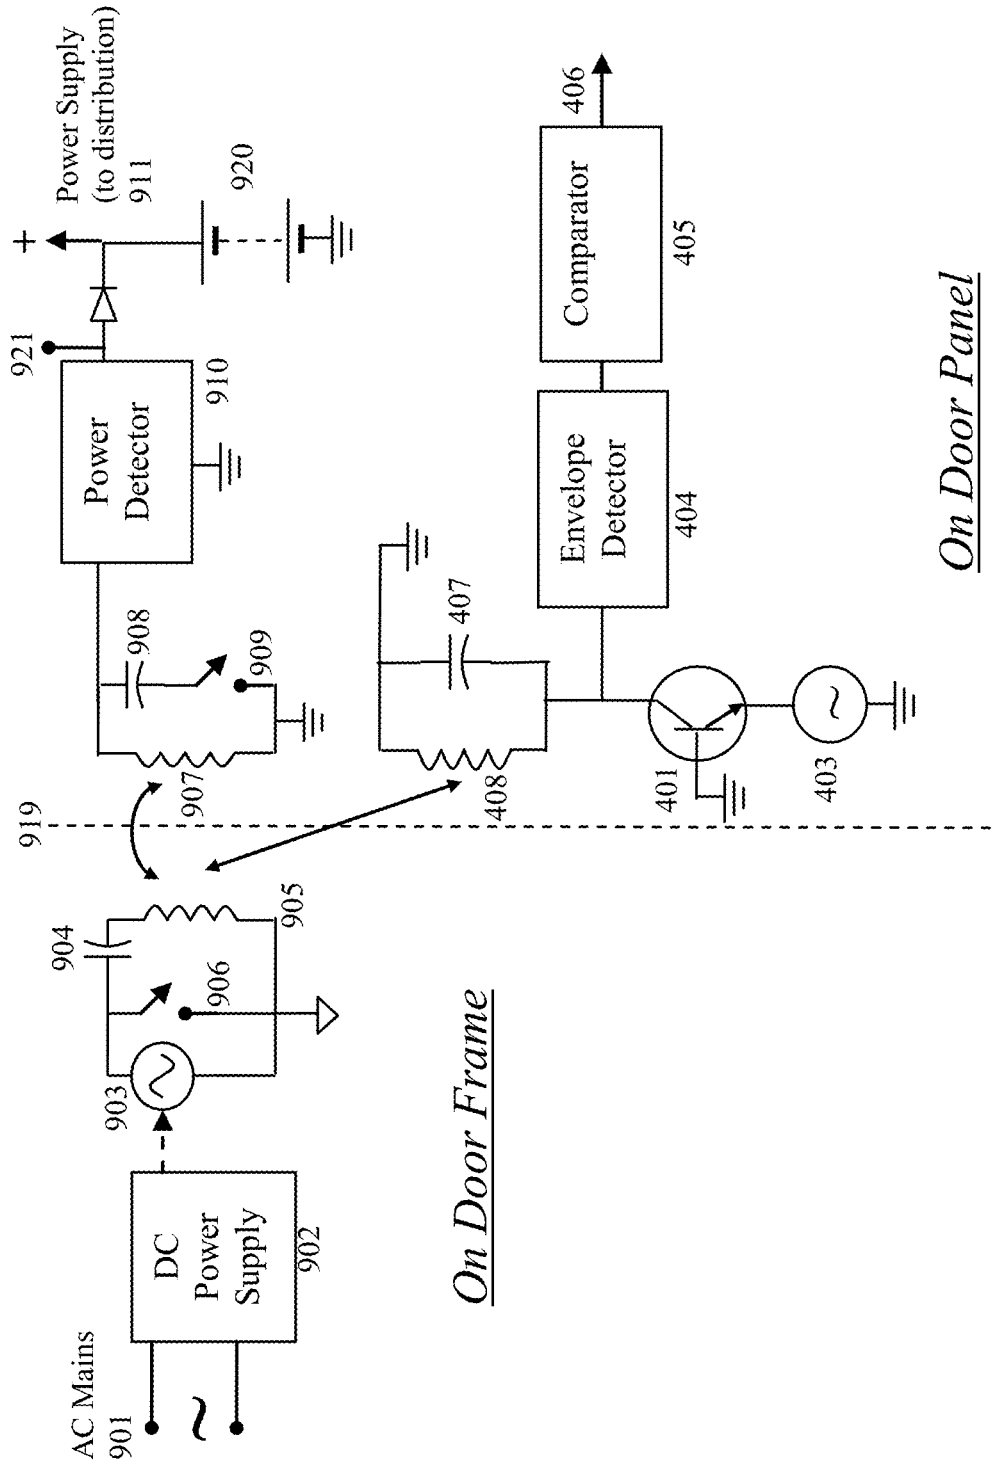 AC Mains
901
~
DC
Power
Supply
902
903
904
905
906
919
907
908
909
Power
Detector
910
921
+
Power Supply
(to distribution)
911
920
408
407
401
403
~
Envelope
Detector
404
Comparator
405
406
On Door Frame
On Door Panel